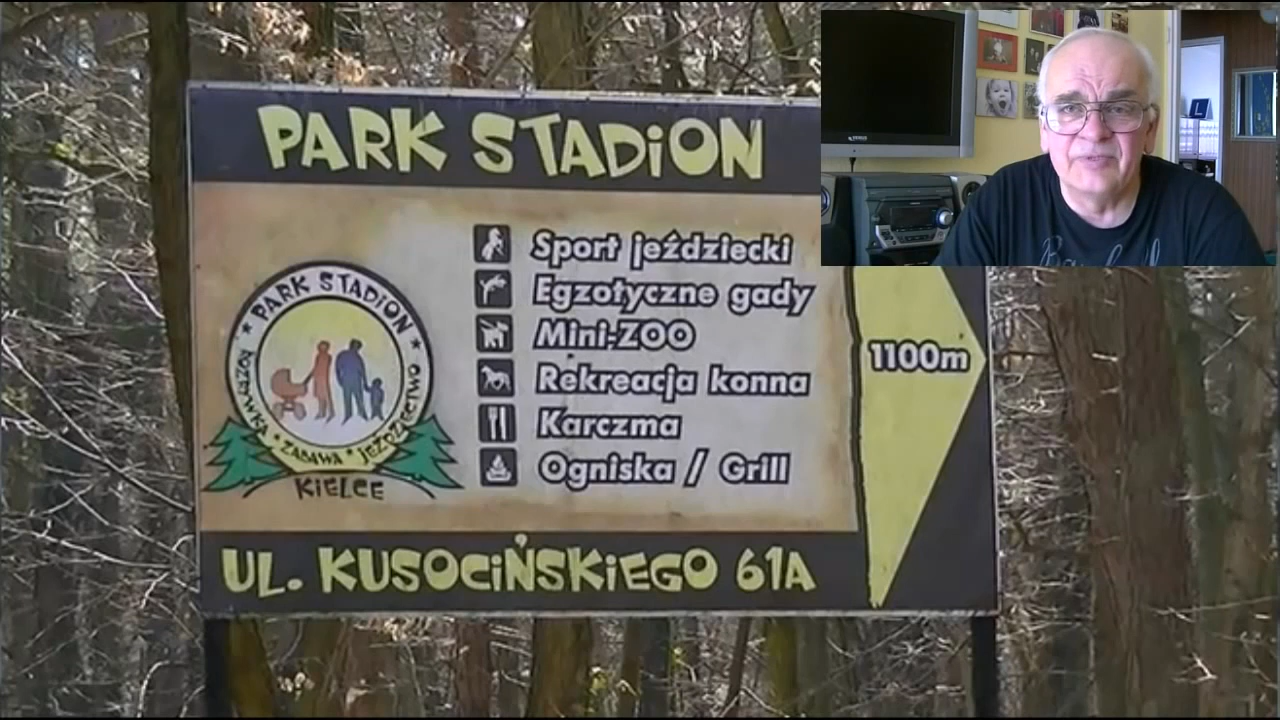 PARK STADiON
Sport jeździecki
Egzotyczne gady
Mini-ZOO
Rekreacja konna
Karczma
Ogniska / Grill
1100m
PARK STADiON
ROZRYWKA * ZABAWA * JEŹDZIECTWO
KIELCE
UL. KUSOCiŃSKiEGO 61A